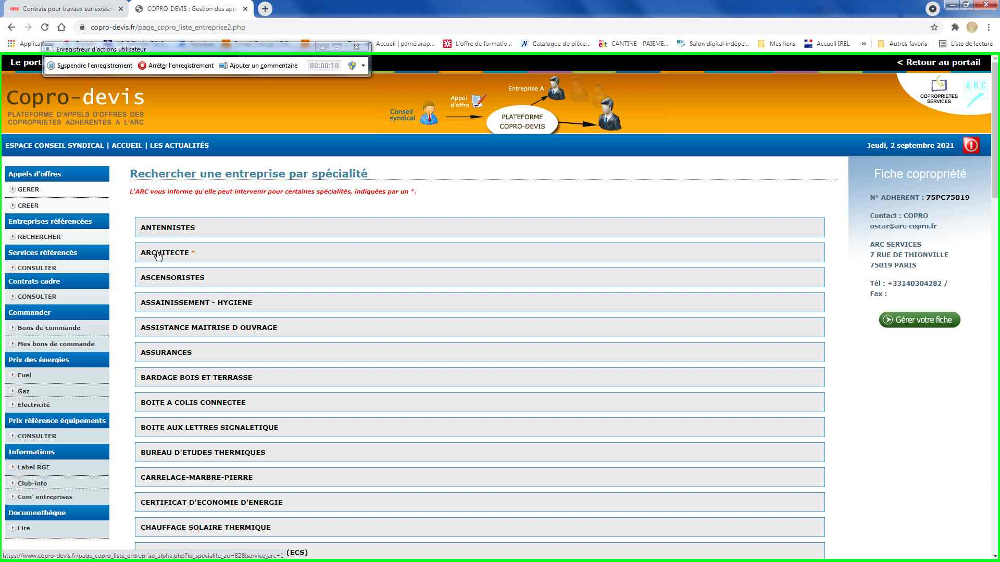 Contrats pour travaux sur existan
COPRO-DEVIS : Gestion des appe
copro-devis.fr/page_copro_liste_entreprise2.php
Accueil | pamélarap...
L'offre de formatio...
Catalogue de pièce...
CANTINE - PAIEME...
Salon digital indépe...
Mes liens
Accueil IREL
»
Autres favoris
Liste de lecture
Enregistreur d'actions utilisateur
Suspendre l'enregistrement
Arrêter l'enregistrement
Ajouter un commentaire
00:00:10
Le port
< Retour au portail
Copro-devis
PLATEFORME D'APPELS D'OFFRES DES
COPROPRIETES ADHERENTES A L'ARC
Conseil
syndical
Appel
d'offre
Entreprise A
PLATEFORME
COPRO-DEVIS
COPROPRIETES
SERVICES
ARC
ESPACE CONSEIL SYNDICAL | ACCUEIL | LES ACTUALITÉS
Jeudi, 2 septembre 2021
Appels d'offres
GERER
CREER
Entreprises référencées
RECHERCHER
Services référencés
CONSULTER
Contrats cadre
CONSULTER
Commander
Bons de commande
Mes bons de commande
Prix des énergies
Fuel
Gaz
Electricité
Prix référence équipements
CONSULTER
Informations
Label RGE
Club-info
Com' entreprises
Documenthèque
Lire
Rechercher une entreprise par spécialité
L'ARC vous informe qu'elle peut intervenir pour certaines spécialités, indiquées par un *.
ANTENNISTES
ARCHITECTE *
ASCENSORISTES
ASSAINISSEMENT - HYGIENE
ASSISTANCE MAITRISE D OUVRAGE
ASSURANCES
BARDAGE BOIS ET TERRASSE
BOITE A COLIS CONNECTEE
BOITE AUX LETTRES SIGNALETIQUE
BUREAU D'ETUDES THERMIQUES
CARRELAGE-MARBRE-PIERRE
CERTIFICAT D'ECONOMIE D'ENERGIE
CHAUFFAGE SOLAIRE THERMIQUE
(ECS)
Fiche copropriété
N° ADHERENT : 75PC75019
Contact : COPRO
oscar@arc-copro.fr
ARC SERVICES
7 RUE DE THIONVILLE
75019 PARIS
Tél : +33140304282 /
Fax :
Gérer votre fiche
https://www.copro-devis.fr/page_copro_liste_entreprise_alpha.php?id_specialite_ao=82&service_arc=1